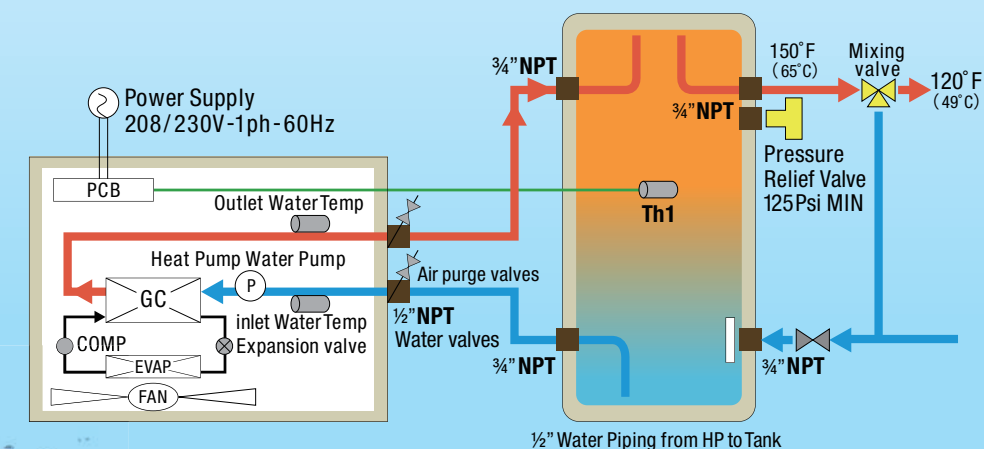 Power Supply
208/230V-1ph-60Hz
PCB
Outlet Water Temp
Heat Pump Water Pump
P
GC
inlet Water Temp
COMP
Expansion valve
EVAP
FAN
Air purge valves
½”NPT
Water valves
¾”NPT
¾”NPT
Th1
¾”NPT
150°F
(65°C)
Mixing
valve
120°F
(49°C)
Pressure
Relief Valve
125Psi MIN
¾”NPT
½” Water Piping from HP to Tank